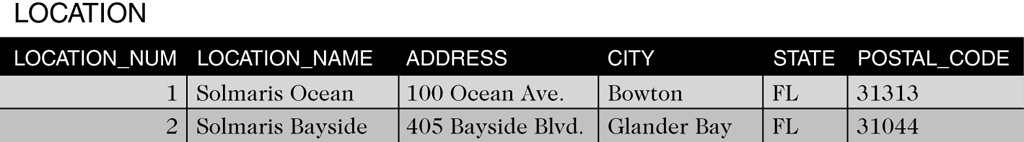 LOCATION
LOCATION_NUM LOCATION_NAME ADDRESS CITY STATE POSTAL_CODE
1 Solmaris Ocean 100 Ocean Ave. Bowton FL 31313
2 Solmaris Bayside 405 Bayside Blvd. Glander Bay FL 31044